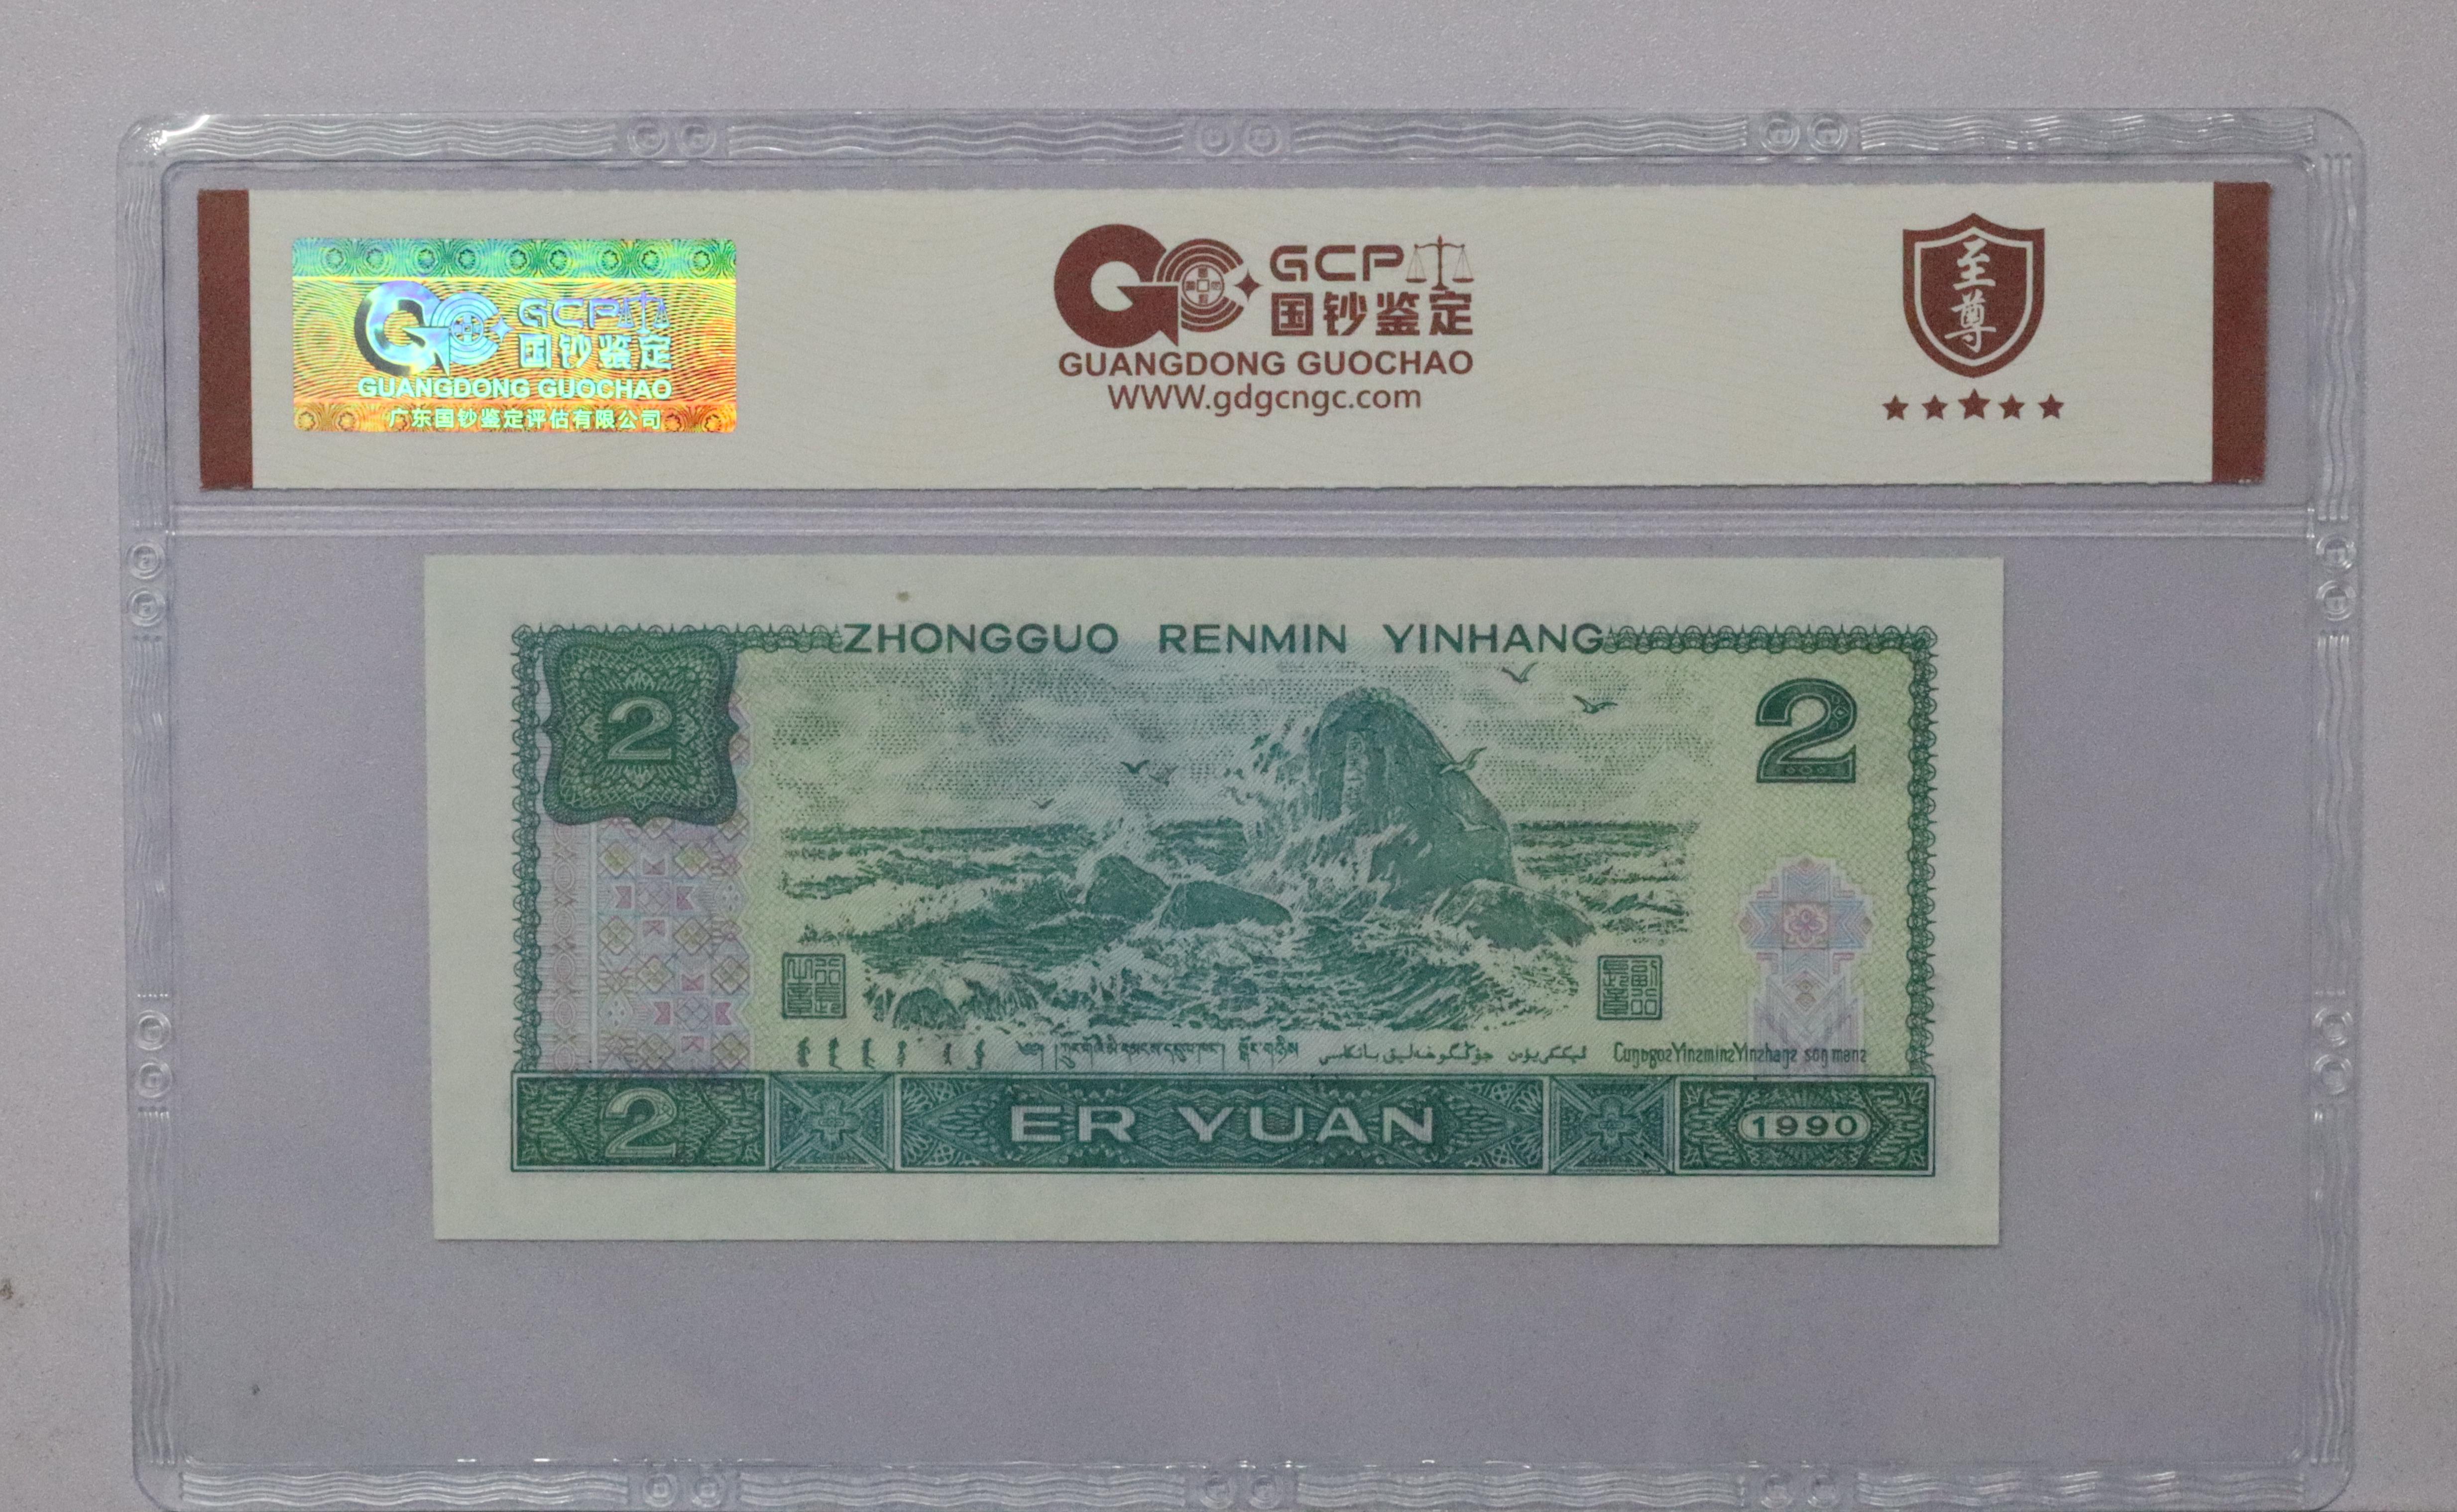 GCP
国钞鉴定
GUANGDONG GUOCHAO
广东国钞鉴定评估有限公司
GCP
国钞鉴定
GUANGDONG GUOCHAO
WWW.gdgcngc.com
至尊
ZHONGGUO RENMIN YINHANG
2
2
2
ER YUAN
1990